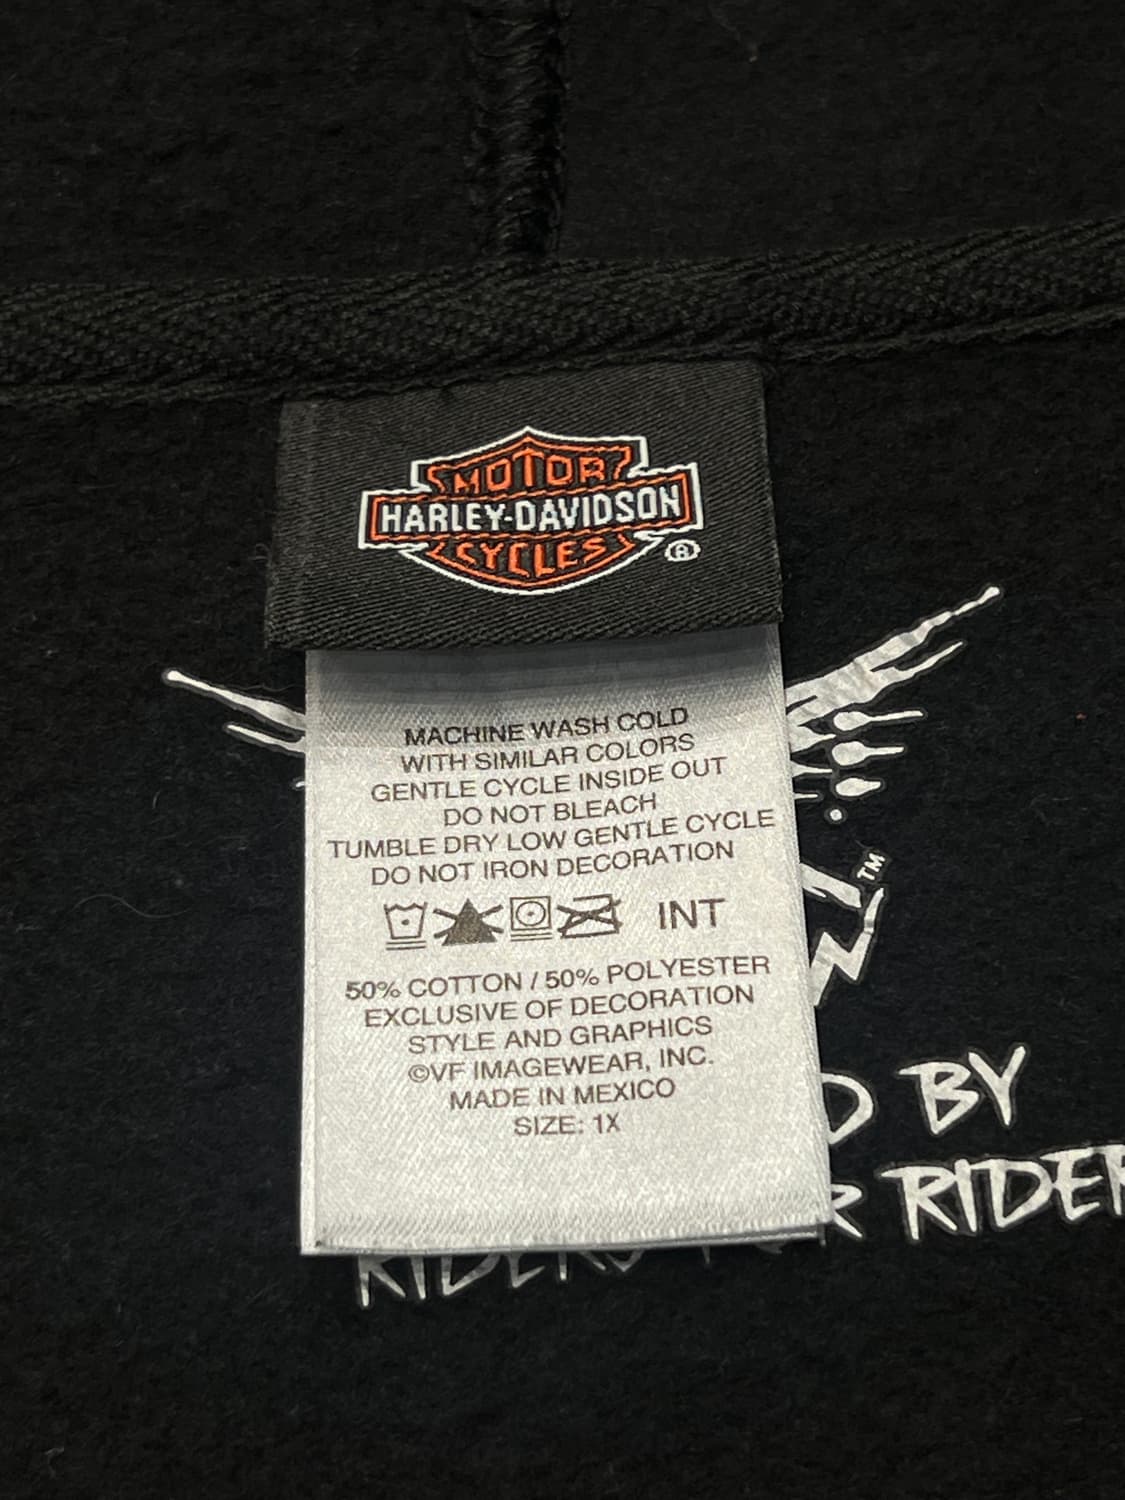 MOTOR
HARLEY-DAVIDSON
CYCLES ®
MACHINE WASH COLD
WITH SIMILAR COLORS
GENTLE CYCLE INSIDE OUT
DO NOT BLEACH
TUMBLE DRY LOW GENTLE CYCLE
DO NOT IRON DECORATION
INT
50% COTTON / 50% POLYESTER
EXCLUSIVE OF DECORATION
STYLE AND GRAPHICS
©VF IMAGEWEAR, INC.
MADE IN MEXICO
SIZE: 1X
TM
BY
RIDER